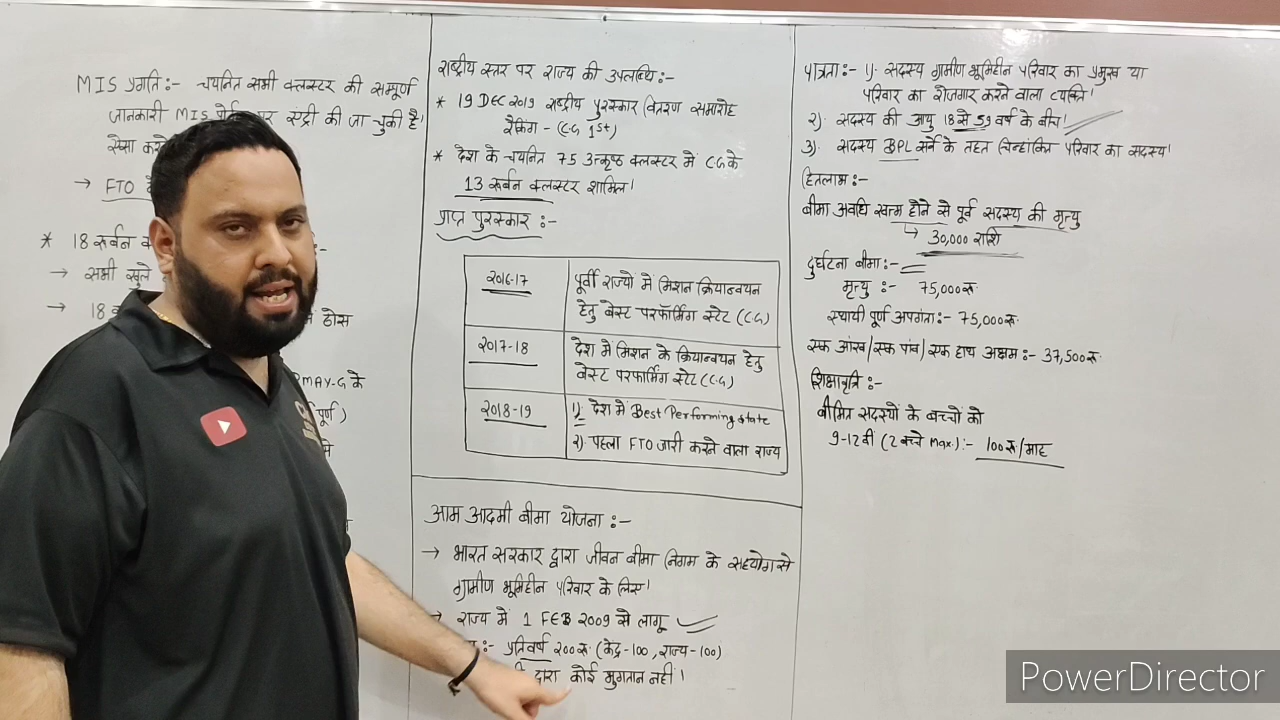 MIS प्रगति:- चयनित सभी क्लस्टर की सम्पूर्ण
जानकारी MIS पर एंट्री की जा चुकी है।
ऐसा
→ FTO
* 18 रुर्बन
→ सभी खुले
→ 18
ठोस
PMAY-G के
पूर्ण)
मे
राष्ट्रीय स्तर पर राज्य की उपलब्धि:-
* 19 DEC 2019 राष्ट्रीय पुरस्कार वितरण समारोह
रैंकिंग - (C.G 1st)
* देश के चयनित 75 उत्कृष्ठ क्लस्टर मे C.G के
13 रुर्बन क्लस्टर शामिल।
प्राप्त पुरस्कार :-
2016-17
पूर्वी राज्यो मे मिशन क्रियान्वयन
हेतु बेस्ट परफॉर्मिंग स्टेट (C.G)
2017-18
देश मे मिशन के क्रियान्वयन हेतु
बेस्ट परफॉर्मिंग स्टेट (C.G)
2018-19
1) देश में Best Performing state
2) पहला FTO जारी करने वाला राज्य
आम आदमी बीमा योजना :-
→ भारत सरकार द्वारा जीवन बीमा निगम के सहयोग से
ग्रामीण भूमिहीन परिवार के लिए।
→ राज्य में 1 FEB 2009 से लागू
:- प्रतिवर्ष 200रू. (केंद्र-100, राज्य-100)
द्वारा कोई भुगतान नही।
पात्रता:- 1). सदस्य ग्रामीण भूमिहीन परिवार का प्रमुख या
परिवार का रोजगार करने वाला व्यक्ति।
2). सदस्य की आयु 18 से 59 वर्ष के बीच।
3). सदस्य BPL सर्वे के तहत चिन्हांकित परिवार का सदस्य।
हितलाभ:-
बीमा अवधि खत्म होने से पूर्व सदस्य की मृत्यु
↳ 30,000 राशि
दुर्घटना बीमा:-
मृत्यु :- 75,000रू.
स्थायी पूर्ण अपंगता:- 75,000रू.
एक आंख/एक पांव/एक हाथ अक्षम:- 37,500रू.
शिक्षावृत्ति:-
बीमित सदस्यों के बच्चो को
9-12वी (2 बच्चे Max.):- 100रू/माह
PowerDirector